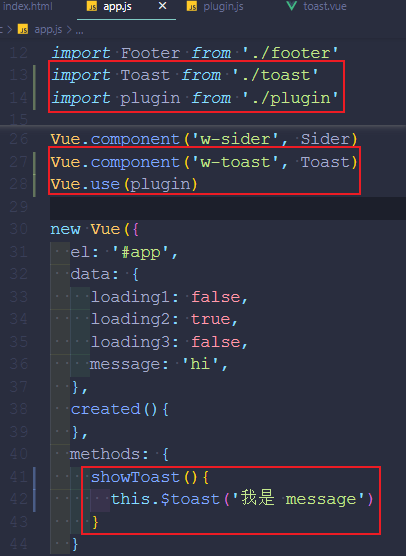 index.html
JS app.js ×
JS plugin.js
toast.vue
c > JS app.js > ...
12 import Footer from './footer'
13 import Toast from './toast'
14 import plugin from './plugin'
15
26 Vue.component('w-sider', Sider)
27 Vue.component('w-toast', Toast)
28 Vue.use(plugin)
29
30 new Vue({
31 el: '#app',
32 data: {
33 loading1: false,
34 loading2: true,
35 loading3: false,
36 message: 'hi',
37 },
38 created(){
39 },
40 methods: {
41 showToast(){
42 this.$toast('我是 message')
43 }
44 }